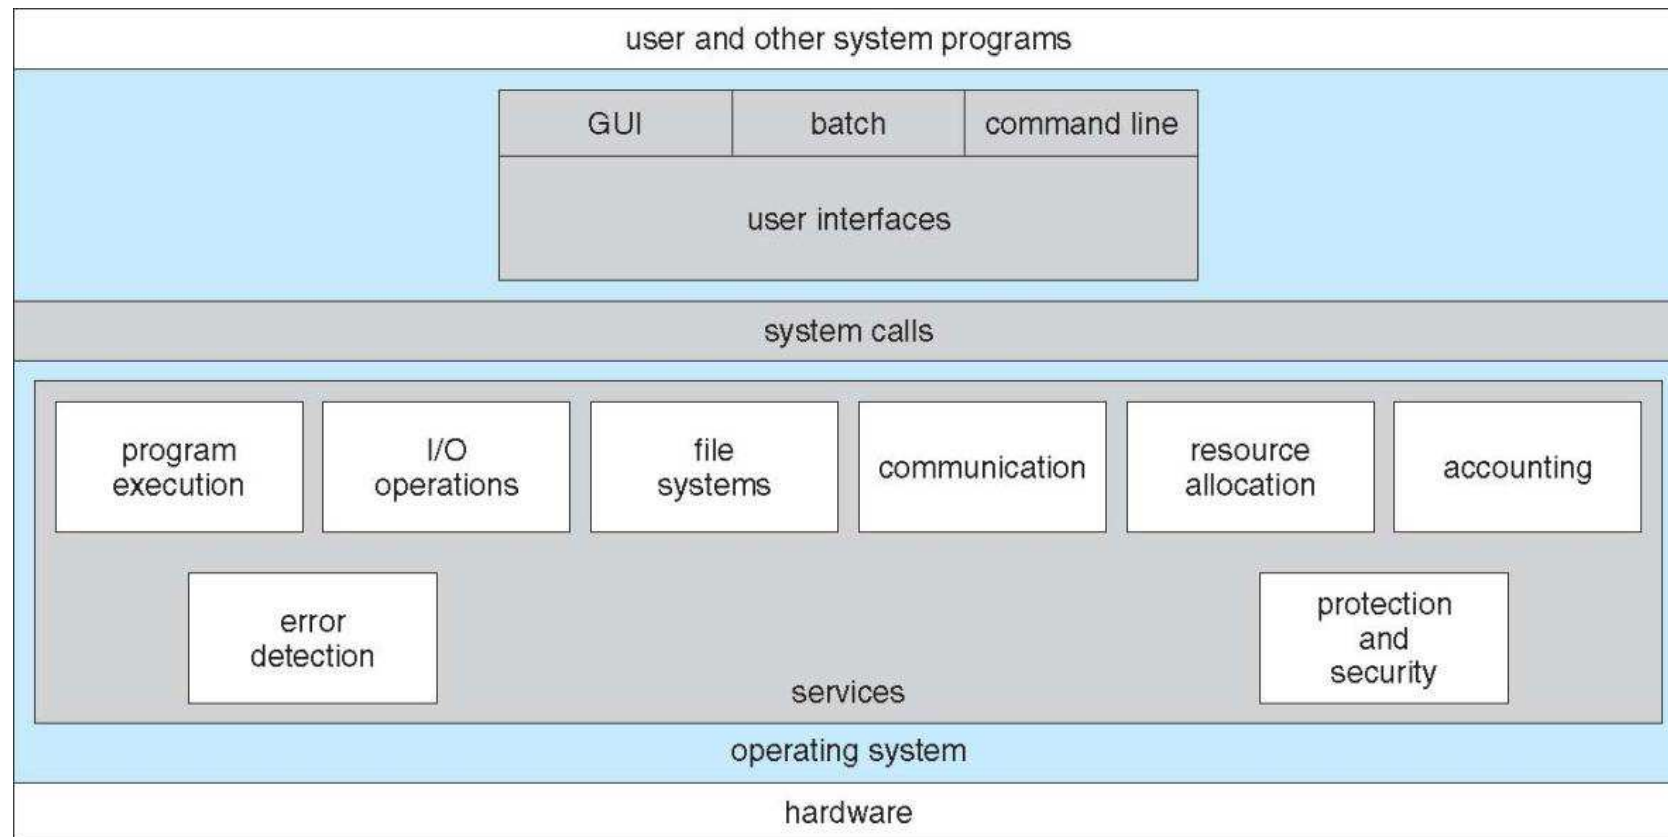 user and other system programs
GUI
batch
command line
user interfaces
system calls
program
execution
I/O
operations
file
systems
communication
resource
allocation
accounting
error
detection
protection
and
security
services
operating system
hardware